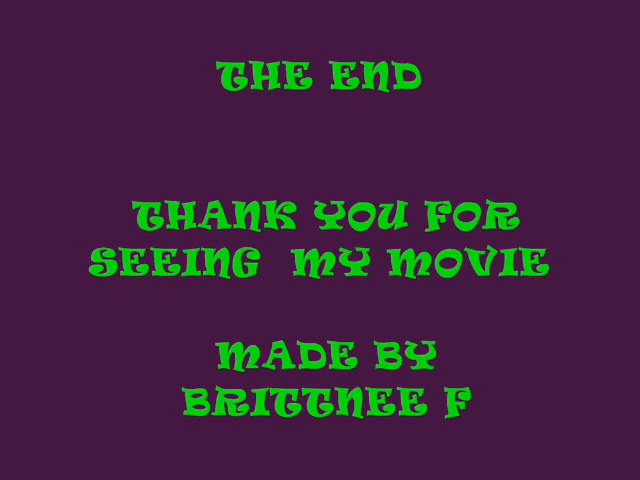 THE END
THANK YOU FOR
SEEING MY MOVIE
MADE BY
BRITTNEE F